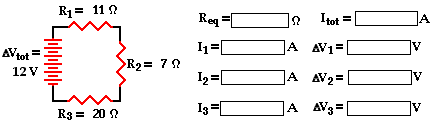 R1 = 11 Ω
ΔVtot =
12 V
R2 = 7 Ω
R3 = 20 Ω
Req = Ω Itot = A
I1 = A ΔV1 = V
I2 = A ΔV2 = V
I3 = A ΔV3 = V